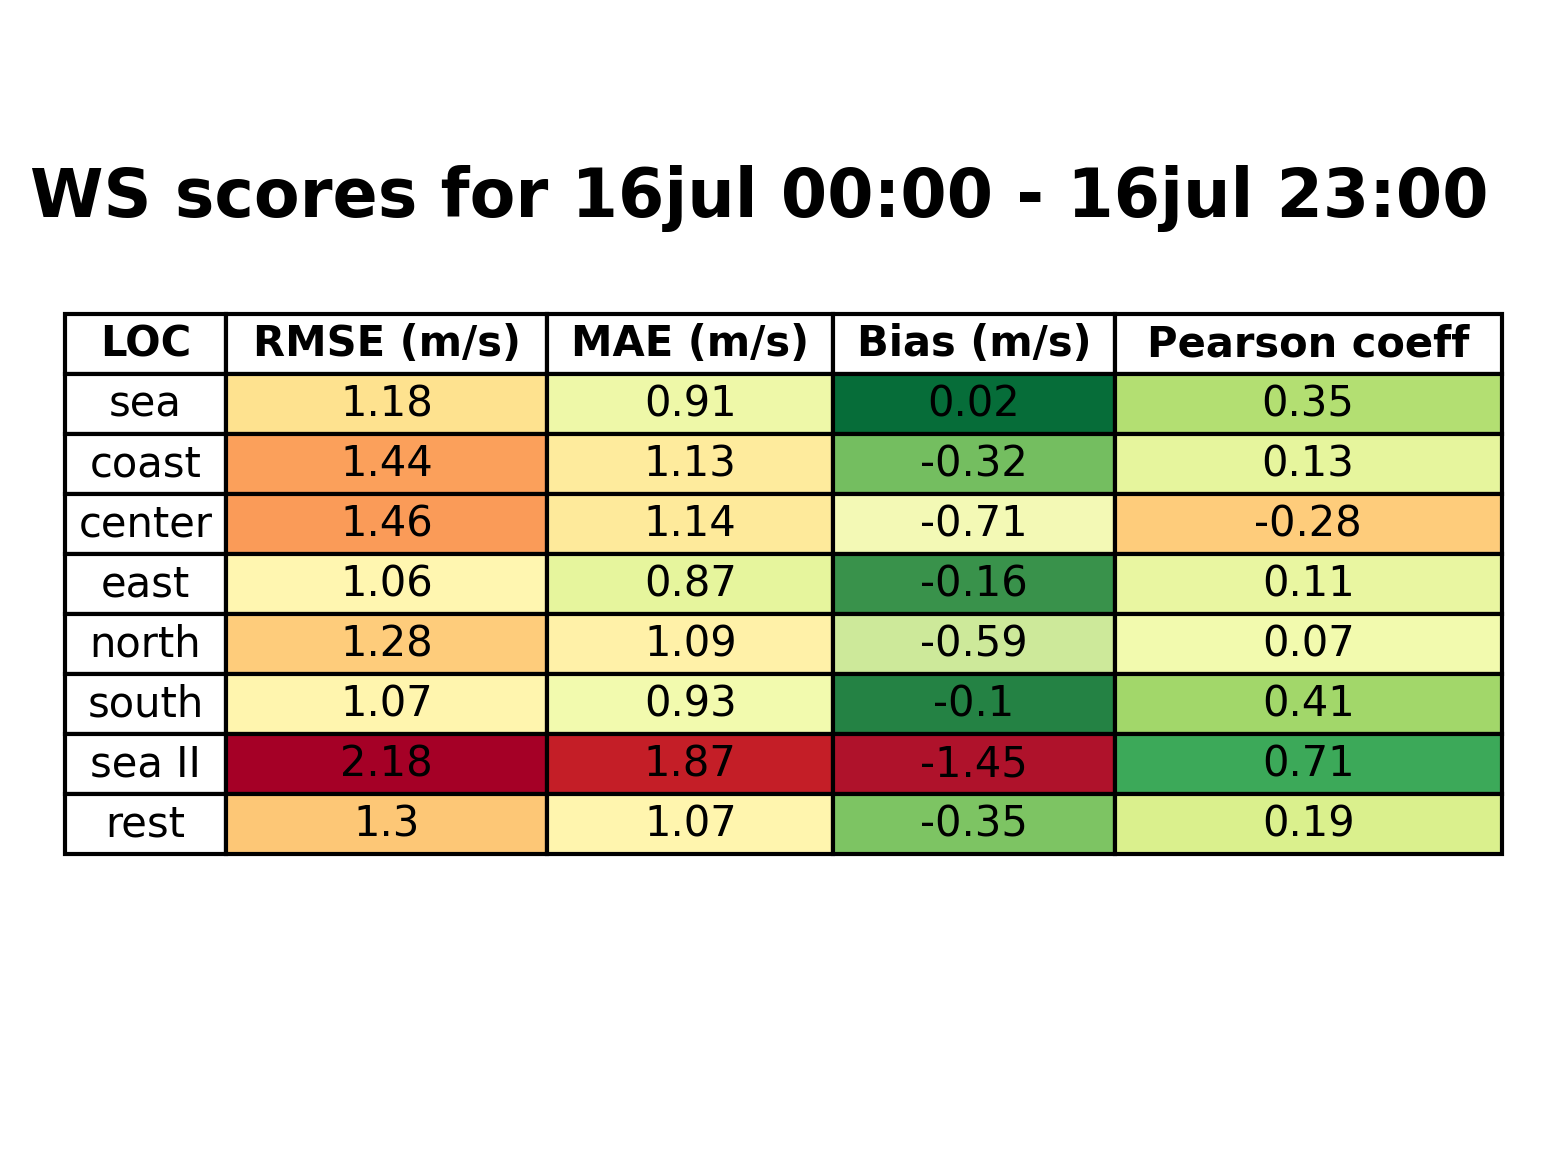 WS scores for 16jul 00:00 - 16jul 23:00
LOC RMSE (m/s) MAE (m/s) Bias (m/s) Pearson coeff
sea 1.18 0.91 0.02 0.35
coast 1.44 1.13 -0.32 0.13
center 1.46 1.14 -0.71 -0.28
east 1.06 0.87 -0.16 0.11
north 1.28 1.09 -0.59 0.07
south 1.07 0.93 -0.1 0.41
sea II 2.18 1.87 -1.45 0.71
rest 1.3 1.07 -0.35 0.19